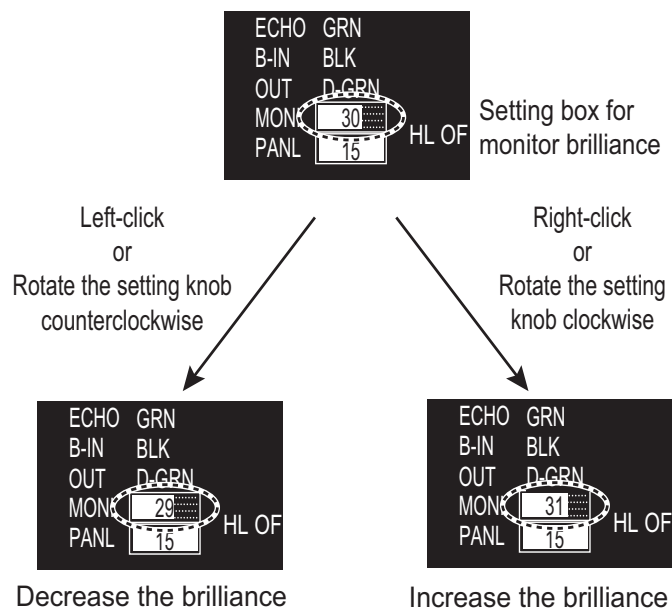 ECHO GRN
B-IN BLK
OUT D-GRN
MONI 30
PANL 15
HL OF
Setting box for
monitor brilliance
Left-click
or
Rotate the setting knob
counterclockwise
Right-click
or
Rotate the setting
knob clockwise
ECHO GRN
B-IN BLK
OUT D-GRN
MONI 29
PANL 15
HL OF
Decrease the brilliance
ECHO GRN
B-IN BLK
OUT D-GRN
MONI 31
PANL 15
HL OF
Increase the brilliance